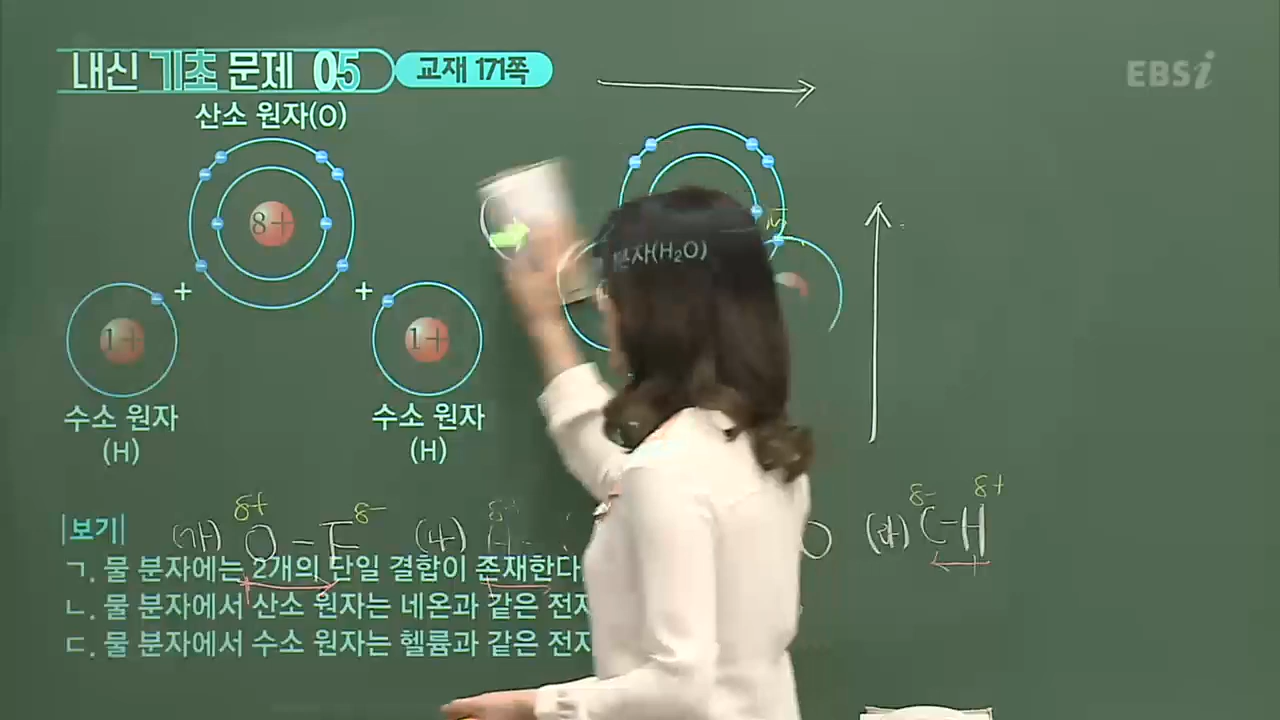 내신 기초 문제 05 교재 171쪽
EBSi
산소 원자(O)
8+
분자(H₂O)
+ +
1+ 1+
수소 원자 수소 원자
(H) (H)
δ+ δ- δ+ δ- δ+
|보기| (가) O-F (나) H- O (라) C-H
ㄱ. 물 분자에는 2개의 단일 결합이 존재한다.
ㄴ. 물 분자에서 산소 원자는 네온과 같은 전자
ㄷ. 물 분자에서 수소 원자는 헬륨과 같은 전자